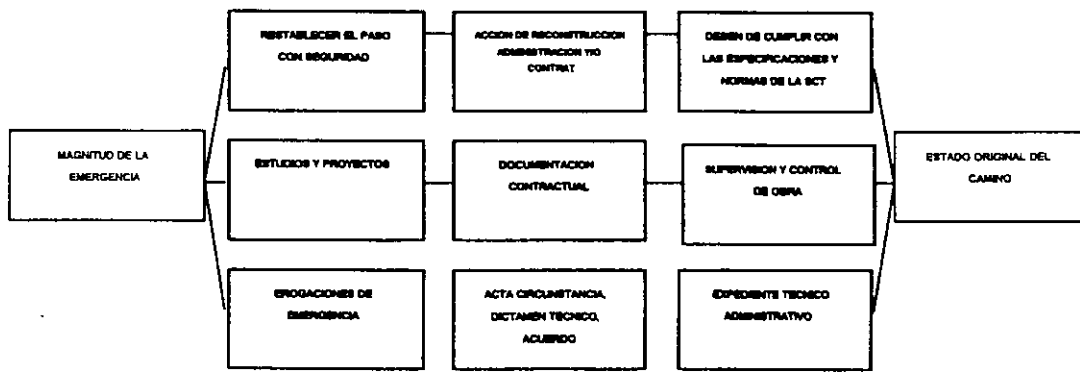 RESTABLECER EL PASO
CON SEGURIDAD
ACCION DE RECONSTRUCCION
ADMINISTRACION Y/O
CONTRAT.
DEBEN DE CUMPLIR CON
LAS ESPECIFICACIONES Y
NORMAS DE LA SCT
MAGNITUD DE LA
EMERGENCIA
ESTUDIOS Y PROYECTOS
DOCUMENTACION
CONTRACTUAL
SUPERVISION Y CONTROL
DE OBRA
ESTADO ORIGINAL DEL
CAMINO
EROGACIONES DE
EMERGENCIA
ACTA CIRCUNSTANCIA,
DICTAMEN TECNICO,
ACUERDO
EXPEDIENTE TECNICO
ADMINISTRATIVO